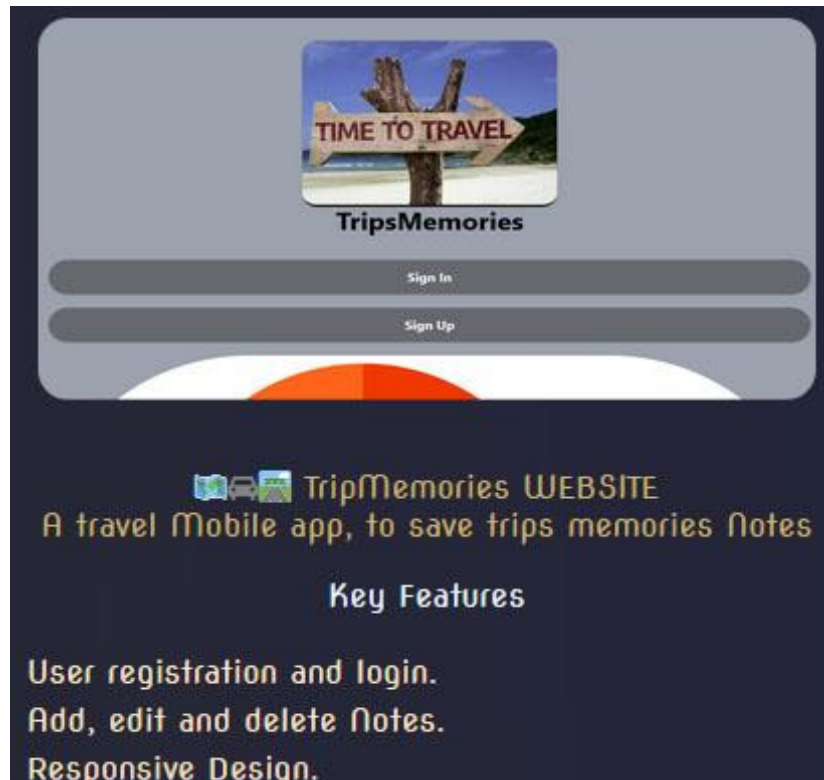 TIME TO TRAVEL
TripsMemories
Sign In
Sign Up
🗺️🚗🛣️ TripMemories WEBSITE
A travel Mobile app, to save trips memories Notes
Key Features
User registration and login.
Add, edit and delete Notes.
Responsive Design.